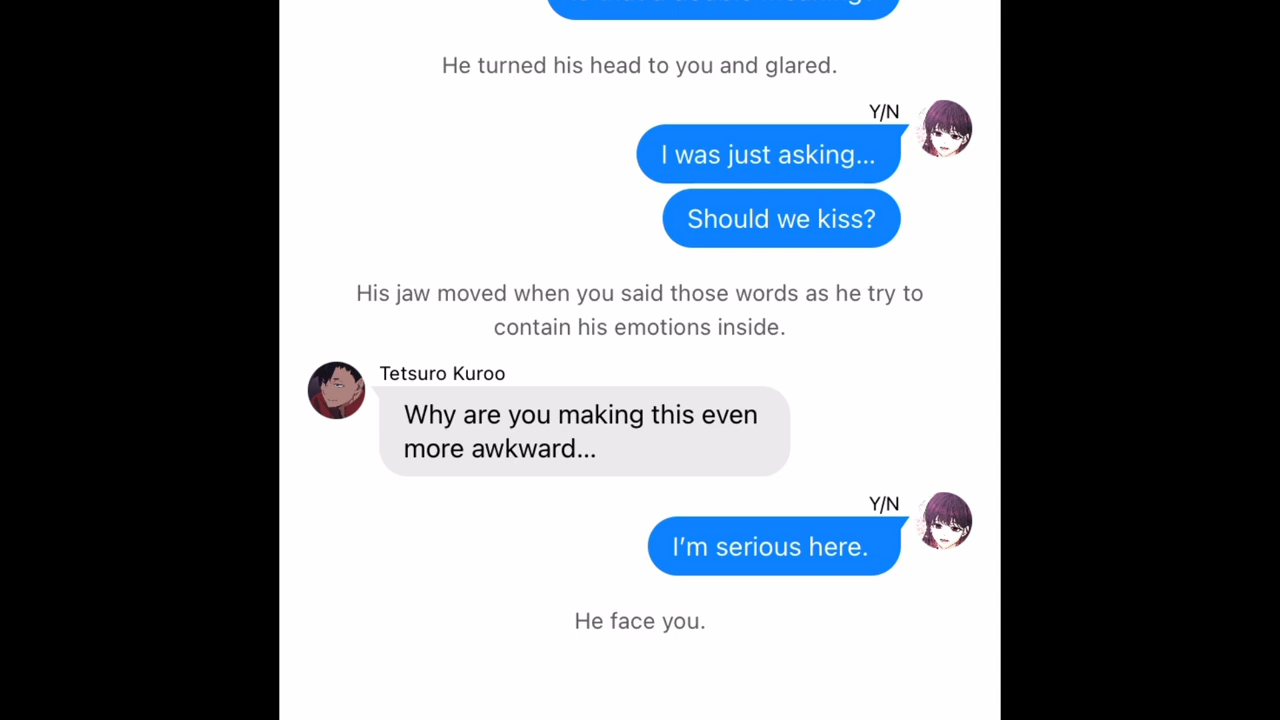 He turned his head to you and glared.
Y/N
I was just asking...
Should we kiss?
His jaw moved when you said those words as he try to
contain his emotions inside.
Tetsuro Kuroo
Why are you making this even
more awkward...
Y/N
I’m serious here.
He face you.